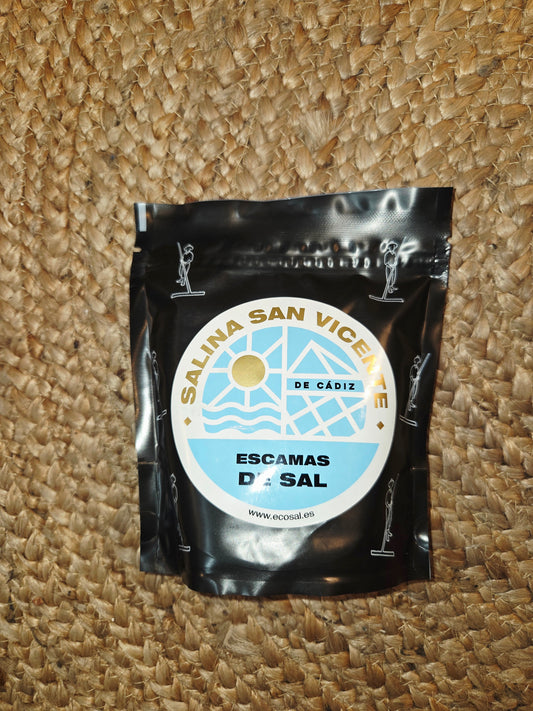 SALINA SAN VICENTE
DE CÁDIZ
ESCAMAS
DE SAL
www.ecosal.es